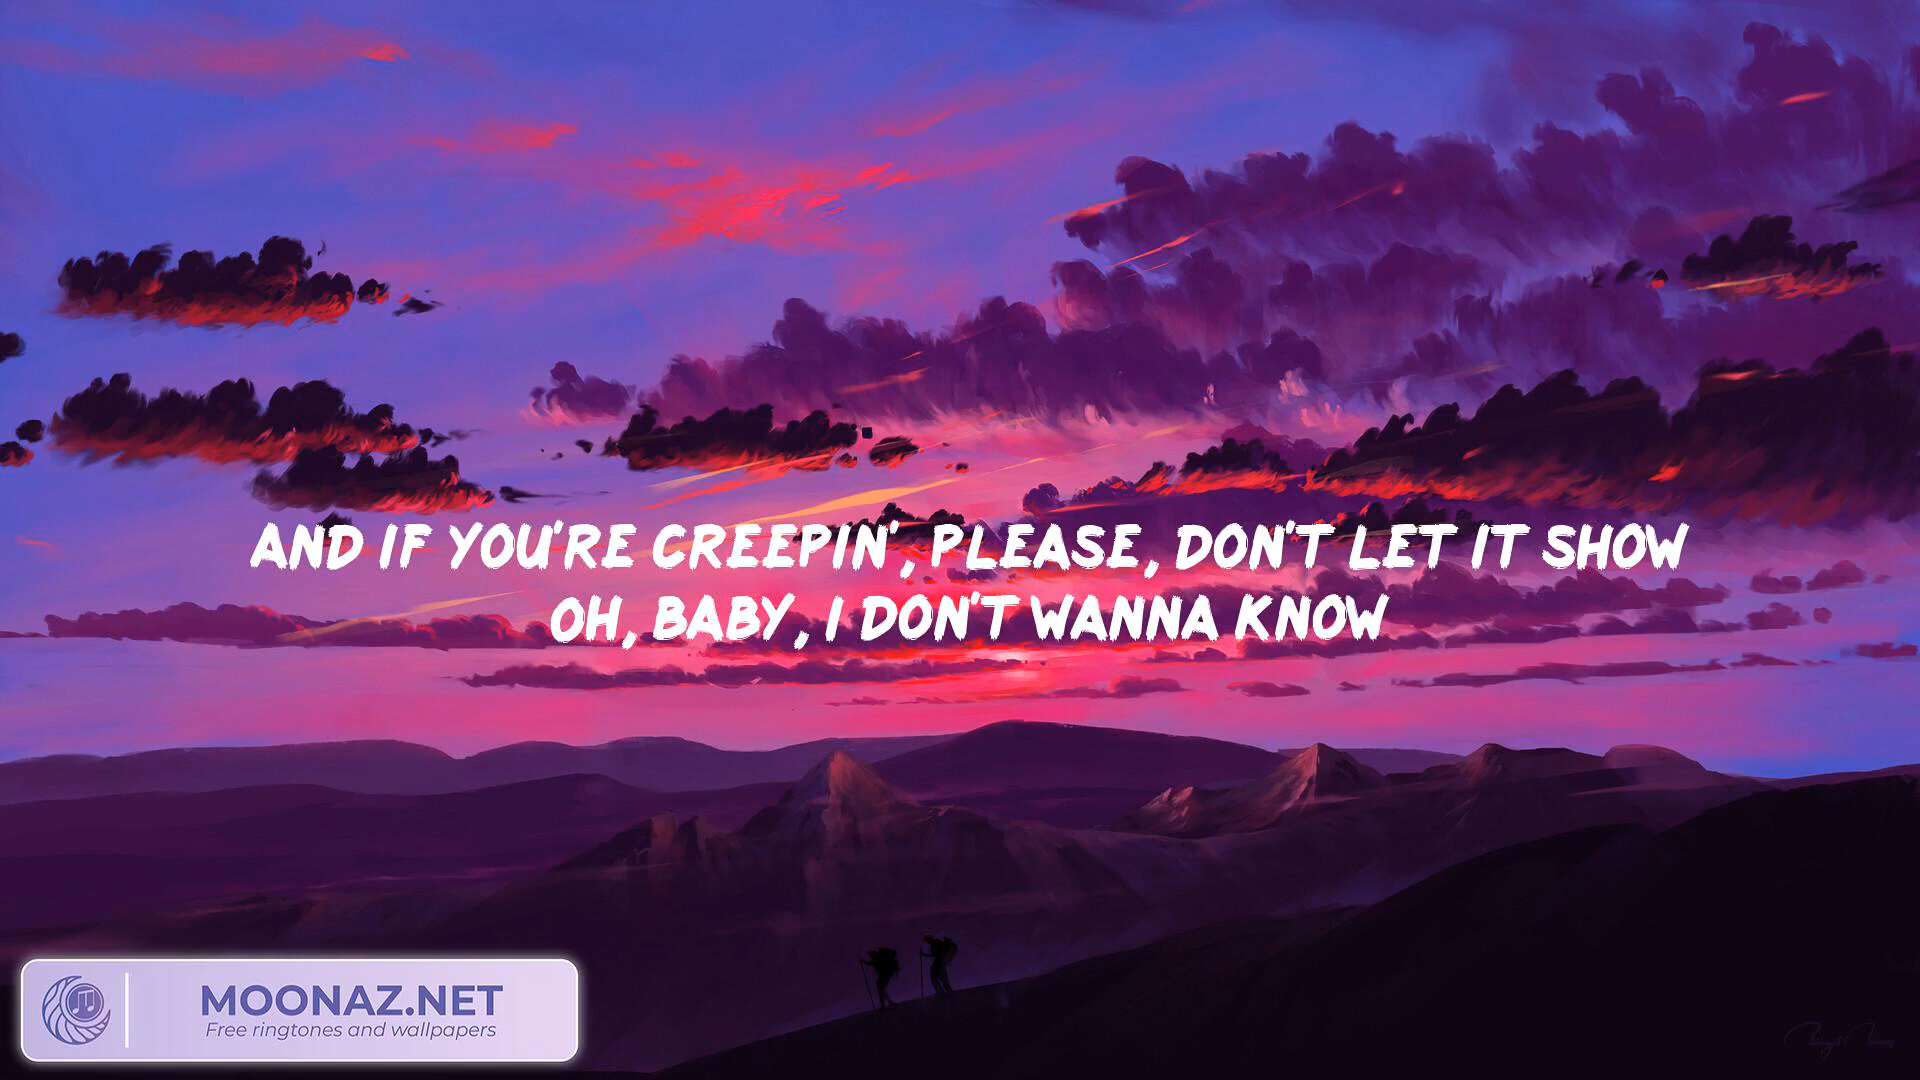 AND IF YOU'RE CREEPIN', PLEASE, DON'T LET IT SHOW
OH, BABY, I DON'T WANNA KNOW
MOONAZ.NET
Free ringtones and wallpapers